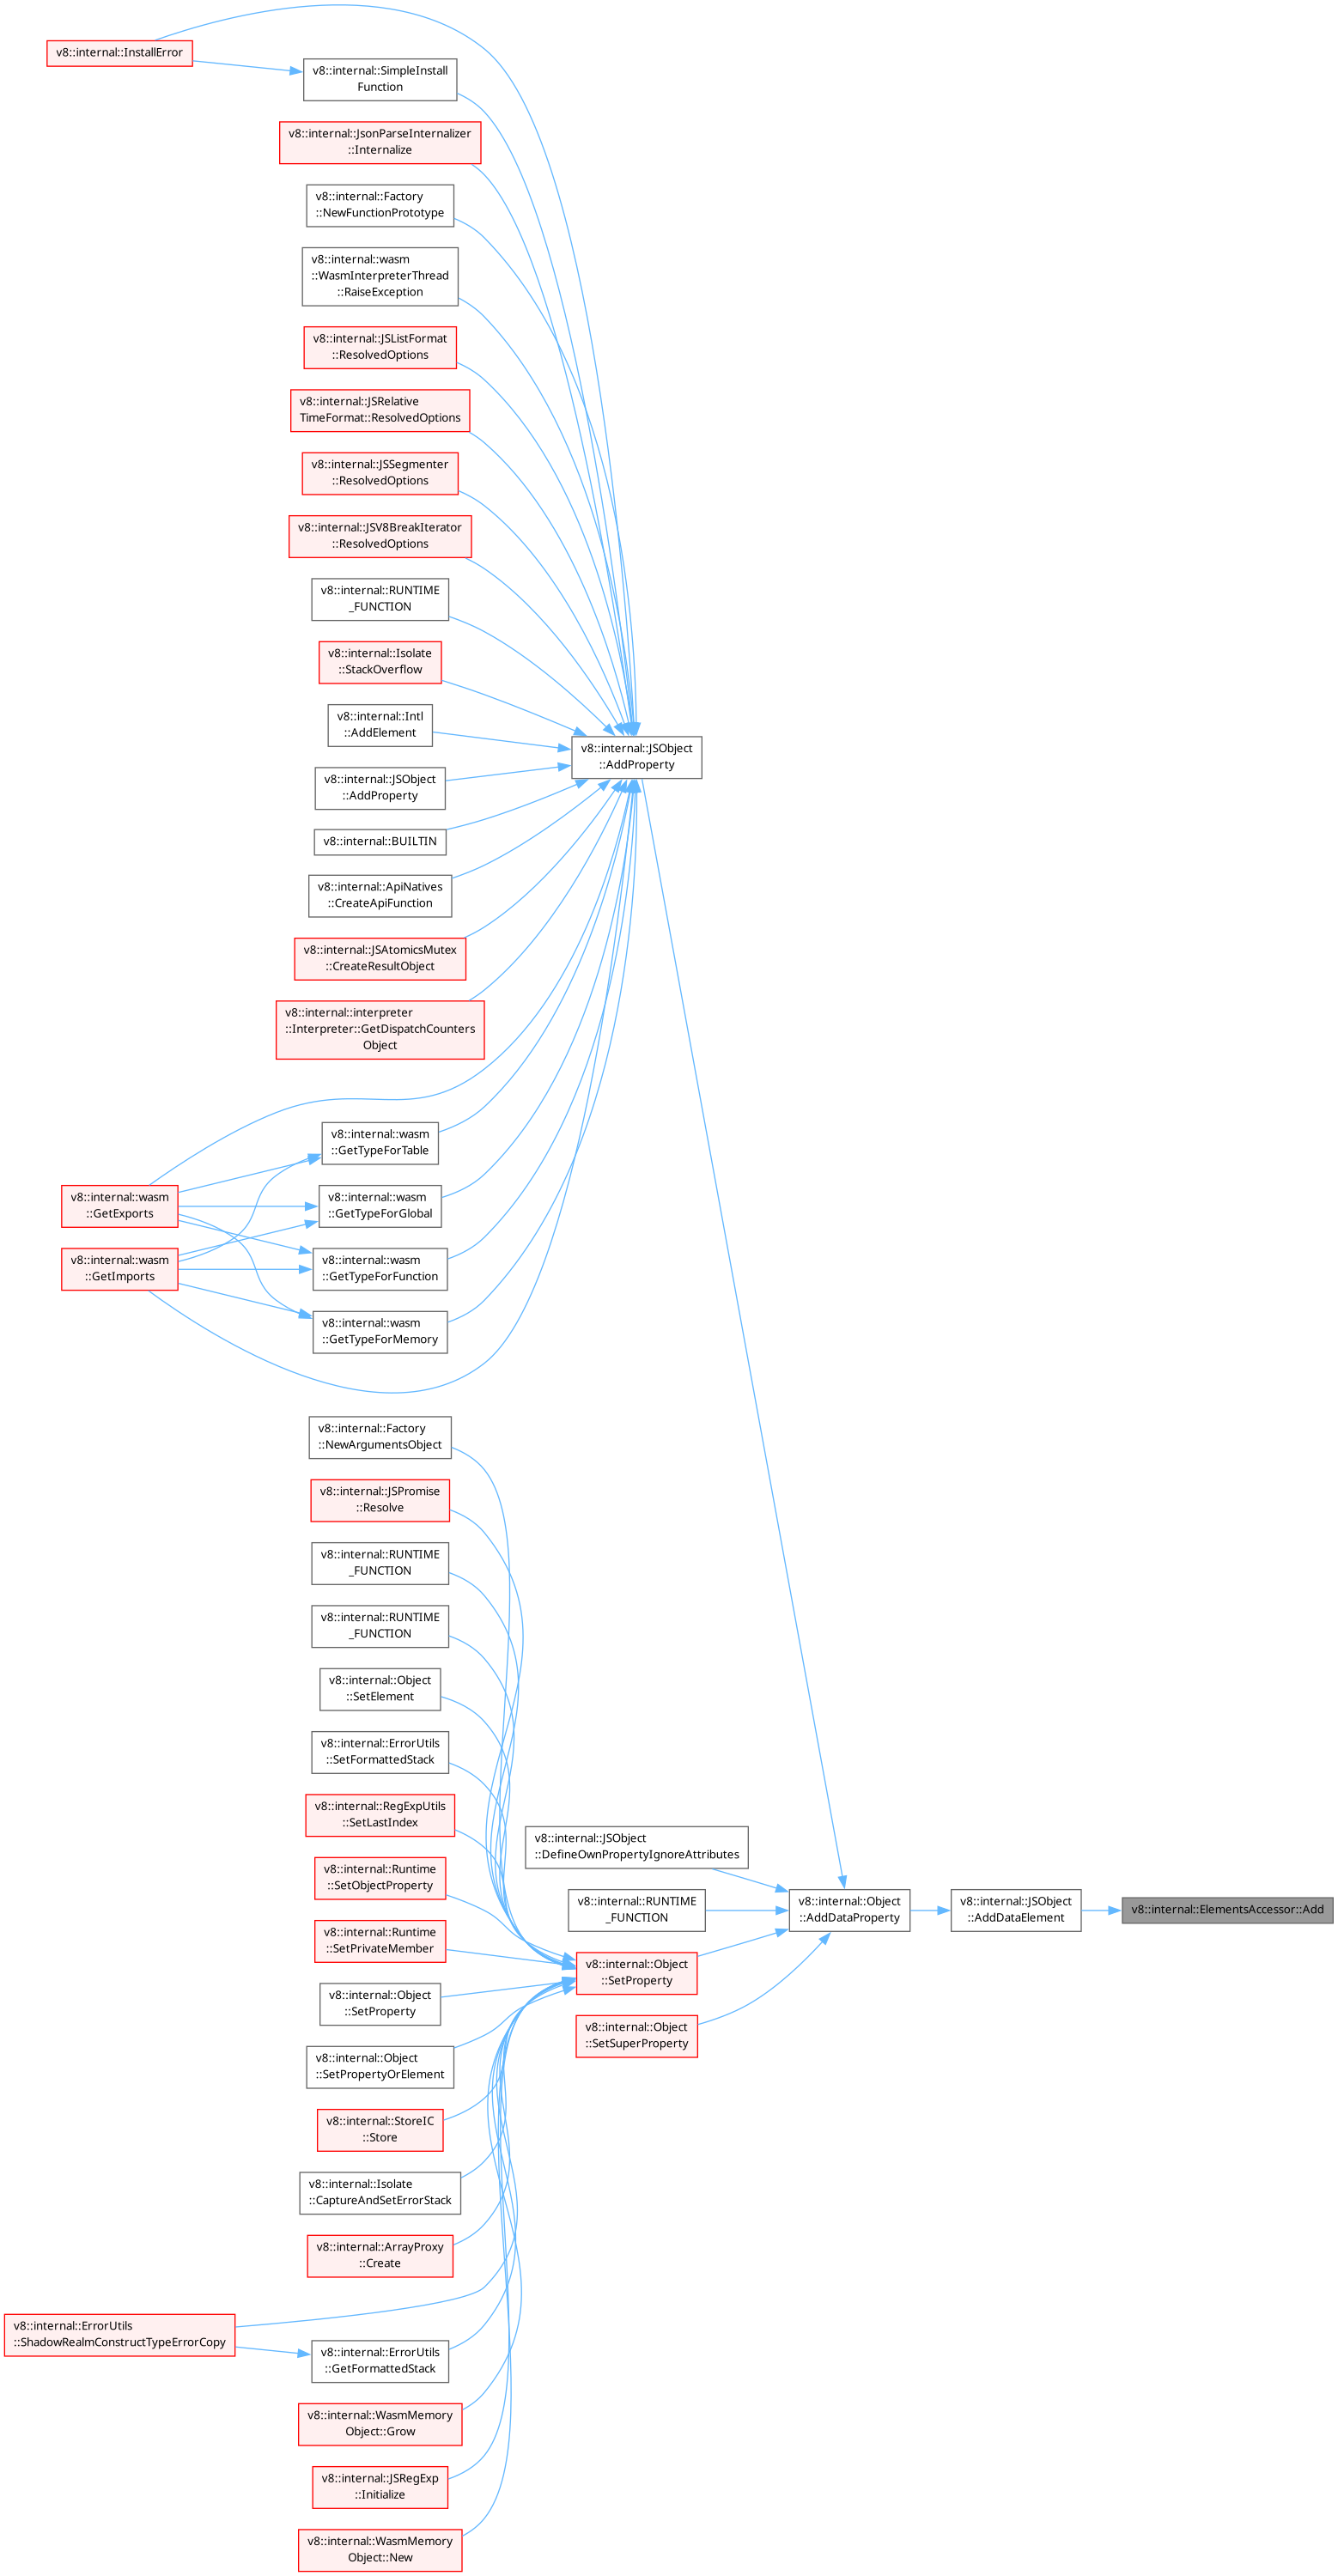 v8::internal::InstallError
v8::internal::SimpleInstall
Function
v8::internal::JsonParseInternalizer
::Internalize
v8::internal::Factory
::NewFunctionPrototype
v8::internal::wasm
::WasmInterpreterThread
::RaiseException
v8::internal::JSListFormat
::ResolvedOptions
v8::internal::JSRelative
TimeFormat::ResolvedOptions
v8::internal::JSSegmenter
::ResolvedOptions
v8::internal::JSV8BreakIterator
::ResolvedOptions
v8::internal::RUNTIME
_FUNCTION
v8::internal::Isolate
::StackOverflow
v8::internal::Intl
::AddElement
v8::internal::JSObject
::AddProperty
v8::internal::JSObject
::AddProperty
v8::internal::BUILTIN
v8::internal::ApiNatives
::CreateApiFunction
v8::internal::JSAtomicsMutex
::CreateResultObject
v8::internal::interpreter
::Interpreter::GetDispatchCounters
Object
v8::internal::wasm
::GetTypeForTable
v8::internal::wasm
::GetExports
v8::internal::wasm
::GetTypeForGlobal
v8::internal::wasm
::GetImports
v8::internal::wasm
::GetTypeForFunction
v8::internal::wasm
::GetTypeForMemory
v8::internal::Factory
::NewArgumentsObject
v8::internal::JSPromise
::Resolve
v8::internal::RUNTIME
_FUNCTION
v8::internal::RUNTIME
_FUNCTION
v8::internal::Object
::SetElement
v8::internal::ErrorUtils
::SetFormattedStack
v8::internal::RegExpUtils
::SetLastIndex
v8::internal::JSObject
::DefineOwnPropertyIgnoreAttributes
v8::internal::Runtime
::SetObjectProperty
v8::internal::RUNTIME
_FUNCTION
v8::internal::Object
::AddDataProperty
v8::internal::JSObject
::AddDataElement
v8::internal::ElementsAccessor::Add
v8::internal::Runtime
::SetPrivateMember
v8::internal::Object
::SetProperty
v8::internal::Object
::SetProperty
v8::internal::Object
::SetSuperProperty
v8::internal::Object
::SetPropertyOrElement
v8::internal::StoreIC
::Store
v8::internal::Isolate
::CaptureAndSetErrorStack
v8::internal::ArrayProxy
::Create
v8::internal::ErrorUtils
::ShadowRealmConstructTypeErrorCopy
v8::internal::ErrorUtils
::GetFormattedStack
v8::internal::WasmMemory
Object::Grow
v8::internal::JSRegExp
::Initialize
v8::internal::WasmMemory
Object::New